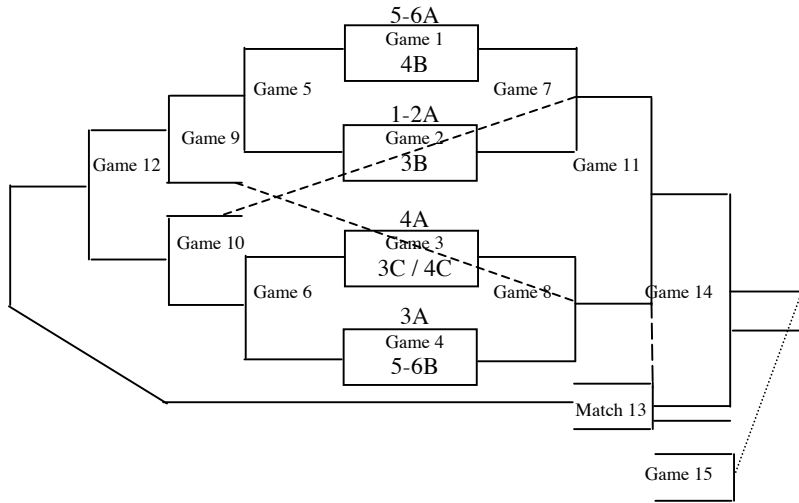 5-6A
Game 1
4B
Game 5
Game 7
1-2A
Game 2
3B
Game 9
Game 12
Game 11
4A
Game 3
3C / 4C
Game 10
Game 6
Game 8
Game 14
3A
Game 4
5-6B
Match 13
Game 15